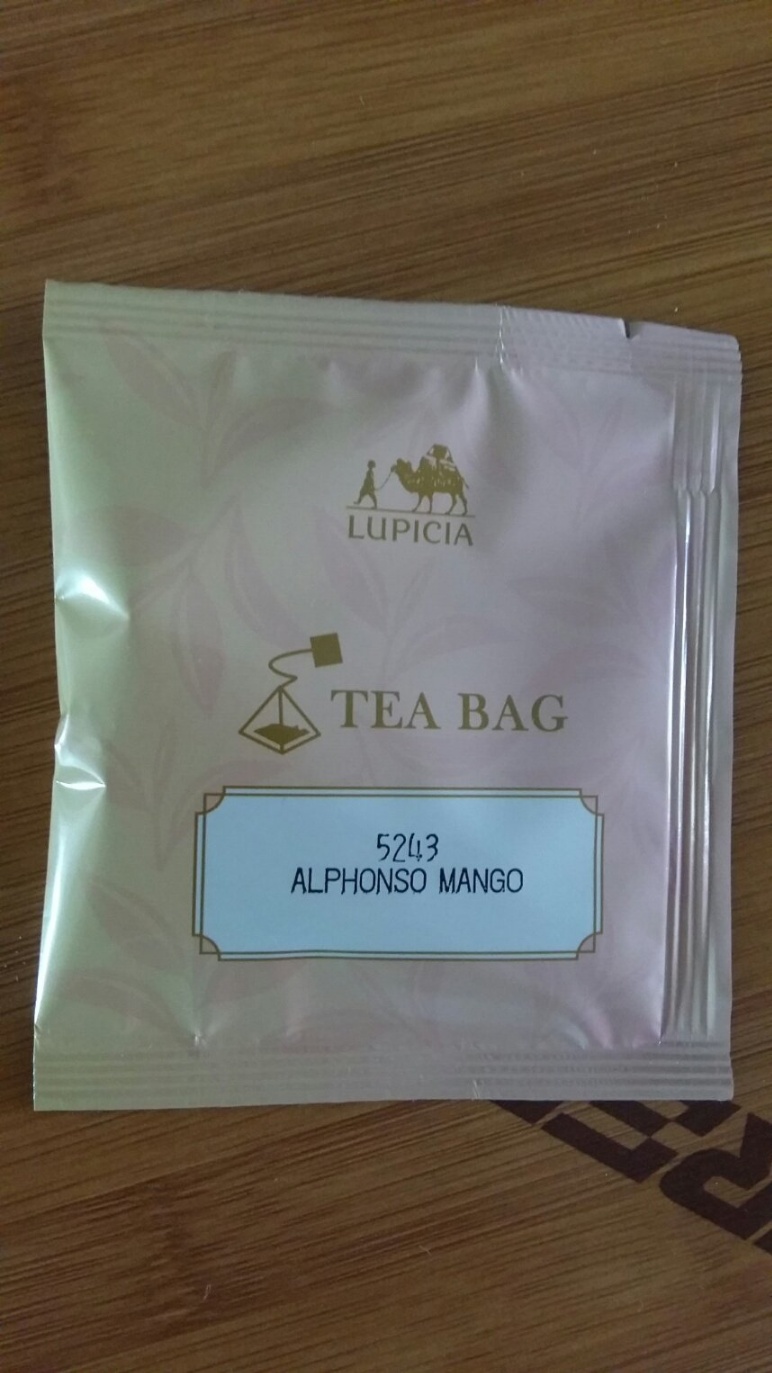 LUPICIA
TEA BAG
5243
ALPHONSO MANGO